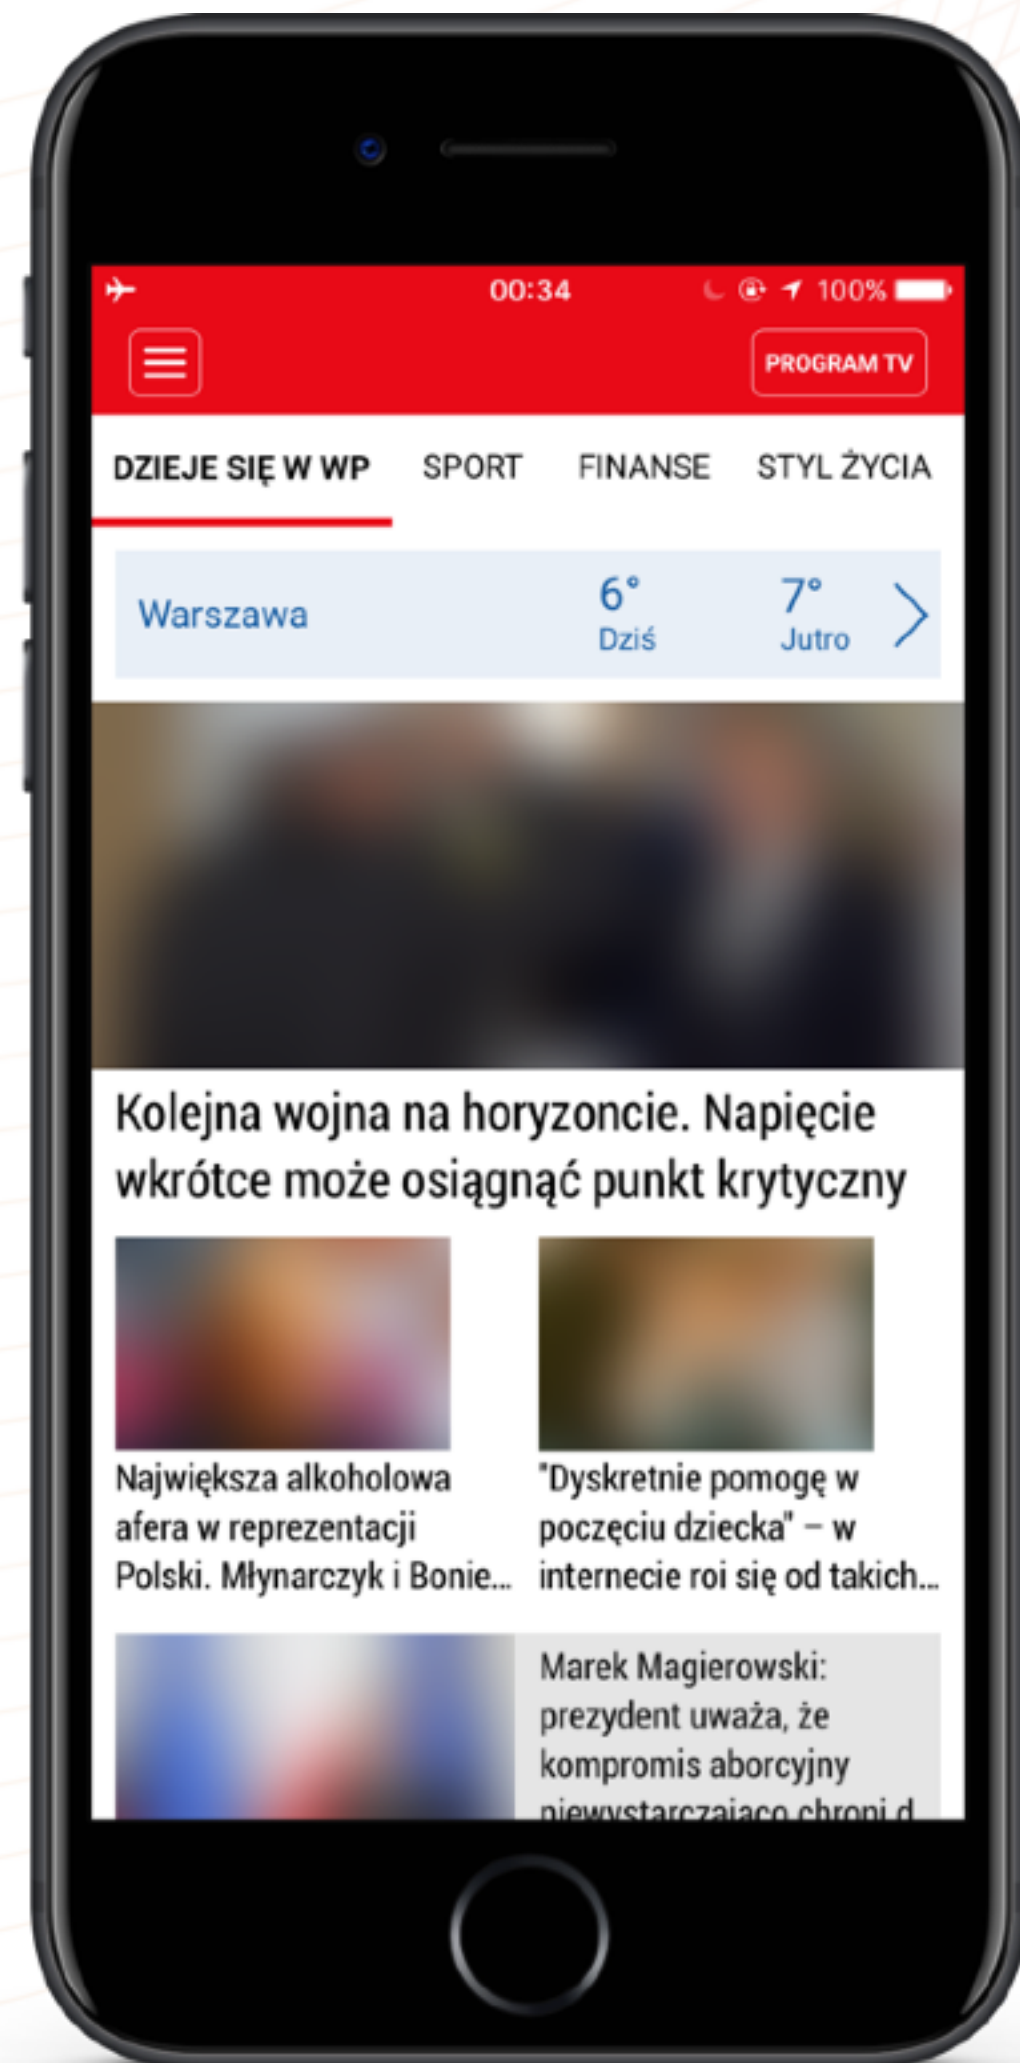 00:34 100%
PROGRAM TV
DZIEJE SIĘ W WP SPORT FINANSE STYL ŻYCIA
Warszawa 6° 7°
Dziś Jutro
Kolejna wojna na horyzoncie. Napięcie
wkrótce może osiągnąć punkt krytyczny
Największa alkoholowa
afera w reprezentacji
Polski. Młynarczyk i Bonie...
"Dyskretnie pomogę w
poczęciu dziecka" – w
internecie roi się od takich...
Marek Magierowski:
prezydent uważa, że
kompromis aborcyjny
niewystarczająco chroni d